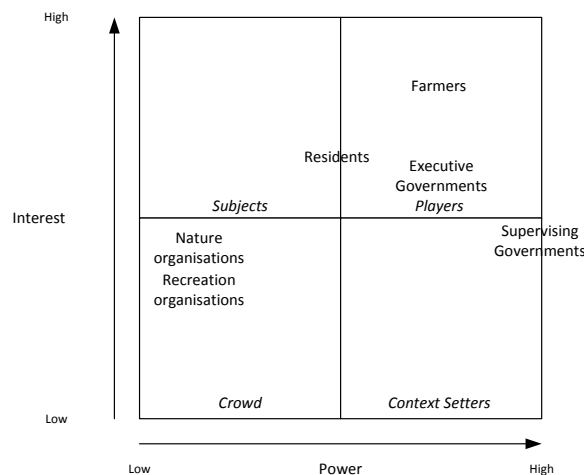 High
Farmers
Residents
Executive
Governments
Subjects
Players
Interest
Nature
organisations
Recreation
organisations
Supervising
Governments
Crowd
Context Setters
Low
Low
Power
High